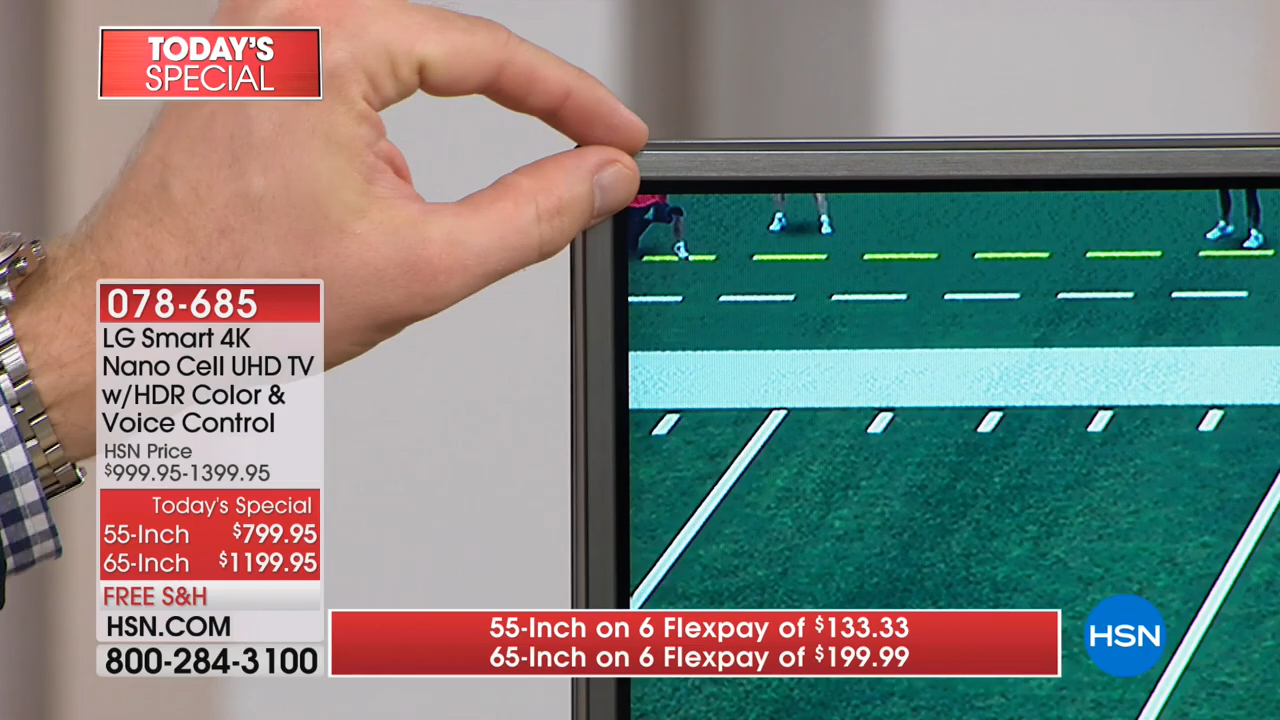 TODAY'S
SPECIAL
078-685
LG Smart 4K
Nano Cell UHD TV
w/HDR Color &
Voice Control
HSN Price
$999.95-1399.95
Today's Special
55-Inch $799.95
65-Inch $1199.95
FREE S&H
HSN.COM
800-284-3100
55-Inch on 6 Flexpay of $133.33
65-Inch on 6 Flexpay of $199.99
HSN